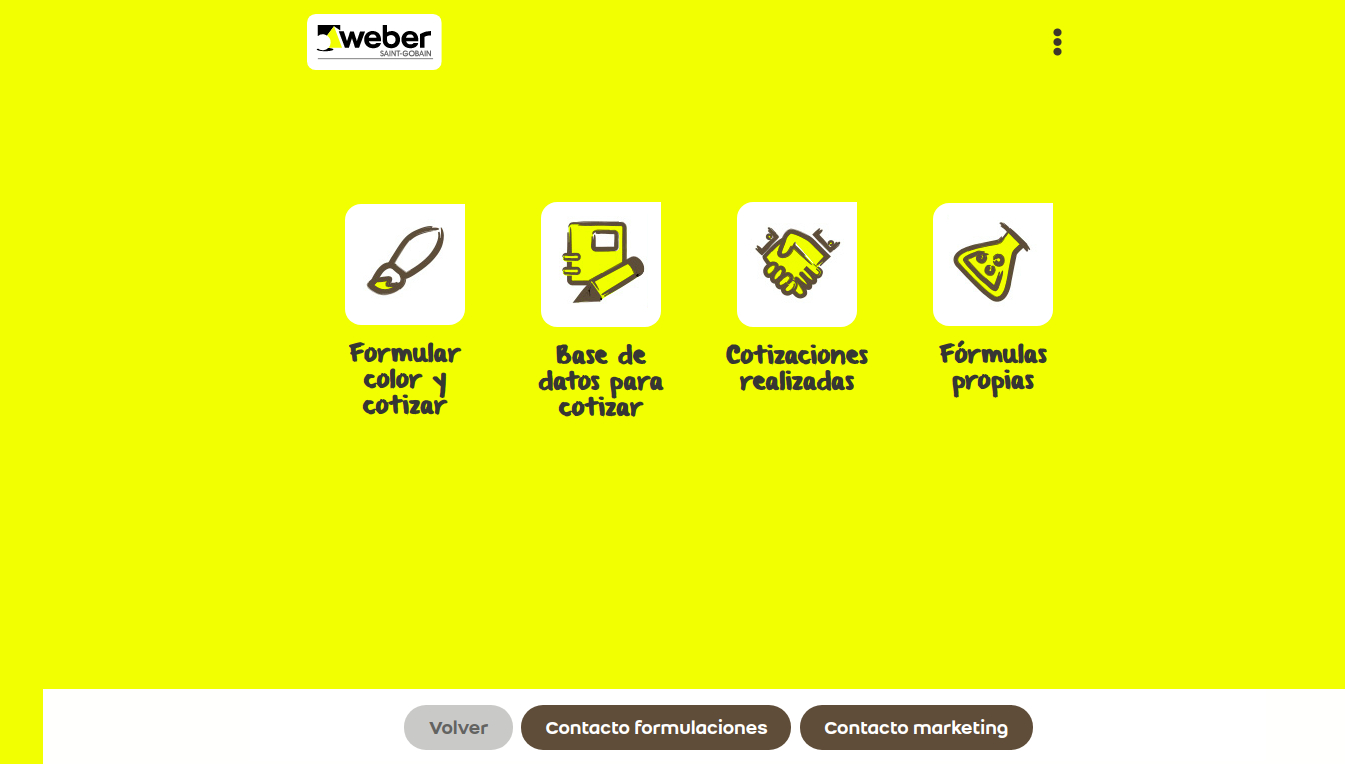 weber
SAINT-GOBAIN
Formular
color y
cotizar
Base de
datos para
cotizar
Cotizaciones
realizadas
Fórmulas
propias
Volver
Contacto formulaciones
Contacto marketing